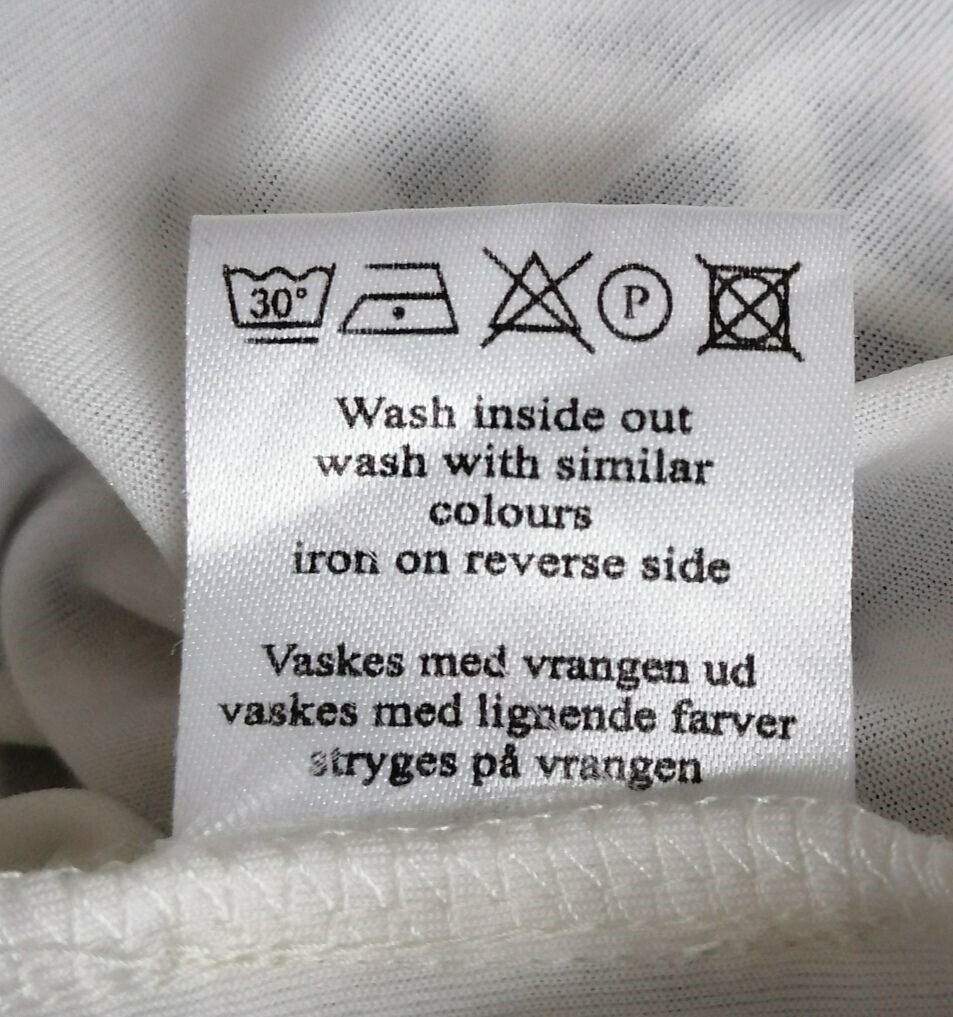 30°
P
Wash inside out
wash with similar
colours
iron on reverse side
Vaskes med vrangen ud
vaskes med lignende farver
stryges på vrangen